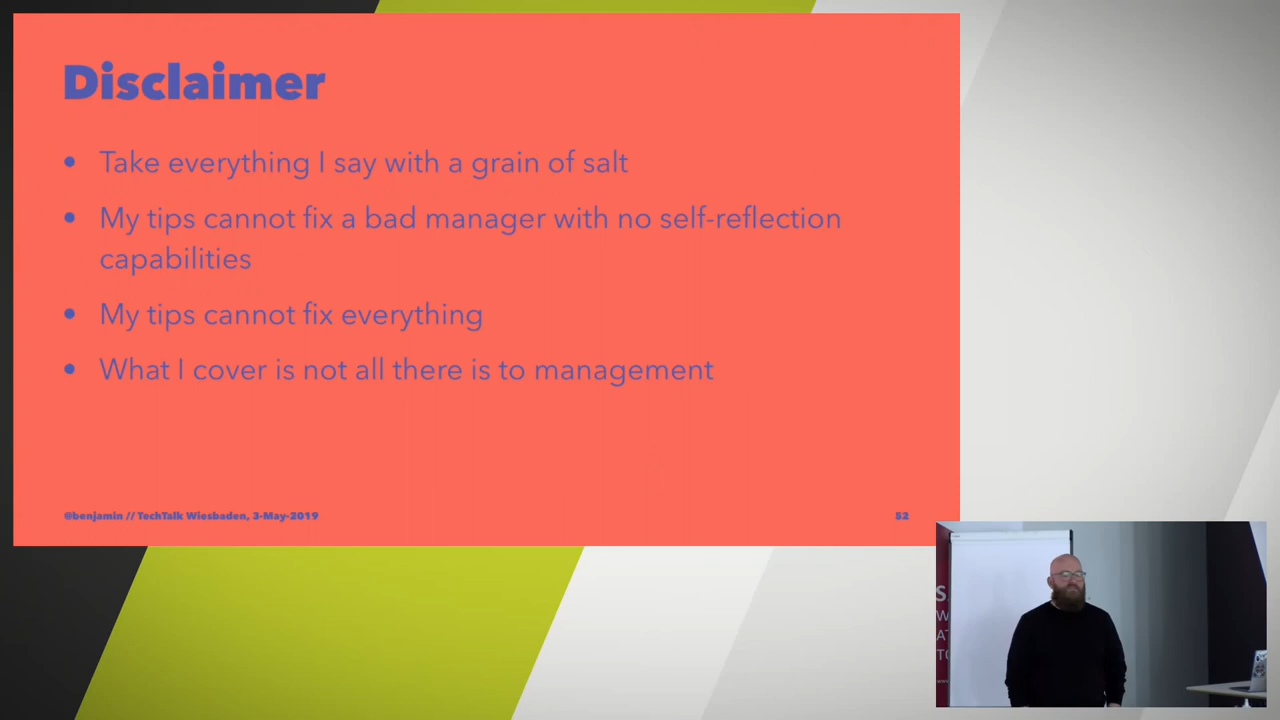 Disclaimer
• Take everything I say with a grain of salt
• My tips cannot fix a bad manager with no self-reflection
capabilities
• My tips cannot fix everything
• What I cover is not all there is to management
@benjamin // TechTalk Wiesbaden, 3-May-2019
52